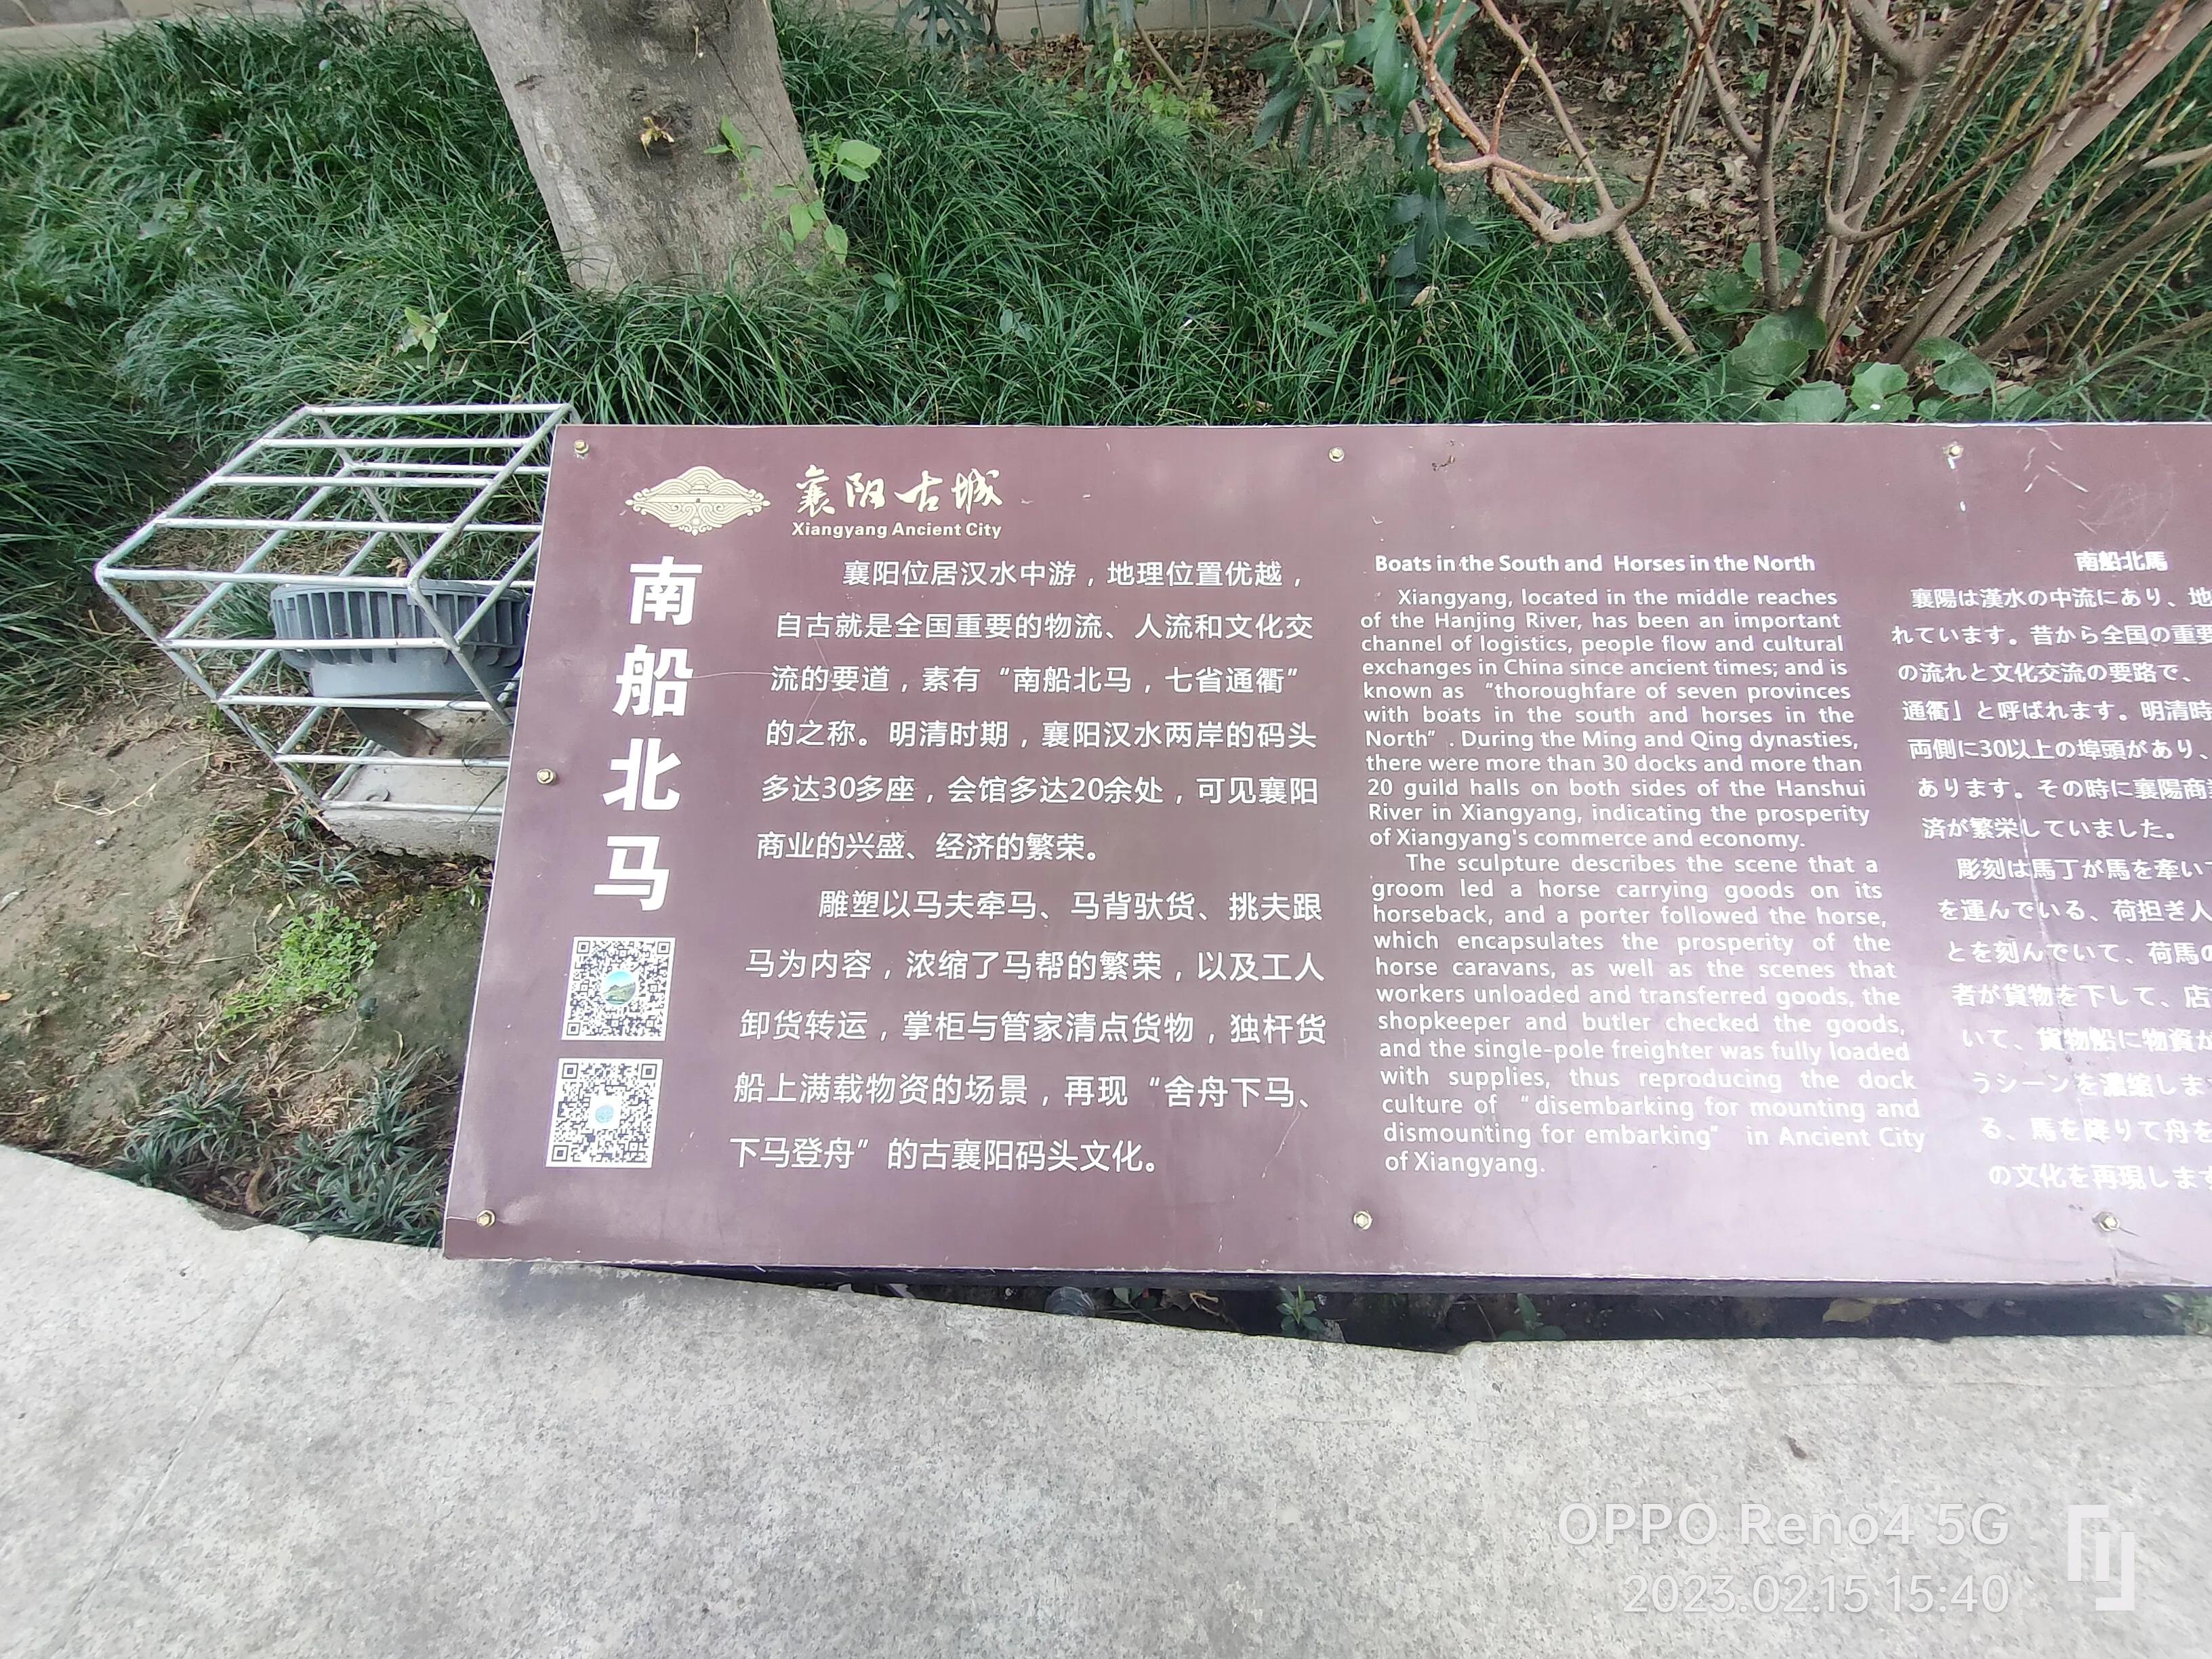 襄阳古城
Xiangyang Ancient City
南船北马
襄阳位居汉水中游，地理位置优越，
自古就是全国重要的物流、人流和文化交
流的要道，素有“南船北马，七省通衢”
的之称。明清时期，襄阳汉水两岸的码头
多达30多座，会馆多达20余处，可见襄阳
商业的兴盛、经济的繁荣。
雕塑以马夫牵马、马背驮货、挑夫跟
马为内容，浓缩了马帮的繁荣，以及工人
卸货转运，掌柜与管家清点货物，独杆货
船上满载物资的场景，再现“舍舟下马、
下马登舟”的古襄阳码头文化。
Boats in the South and Horses in the North
Xiangyang, located in the middle reaches
of the Hanjing River, has been an important
channel of logistics, people flow and cultural
exchanges in China since ancient times; and is
known as “thoroughfare of seven provinces
with boats in the south and horses in the
North”. During the Ming and Qing dynasties,
there were more than 30 docks and more than
20 guild halls on both sides of the Hanshui
River in Xiangyang, indicating the prosperity
of Xiangyang's commerce and economy.
The sculpture describes the scene that a
groom led a horse carrying goods on its
horseback, and a porter followed the horse,
which encapsulates the prosperity of the
horse caravans, as well as the scenes that
workers unloaded and transferred goods, the
shopkeeper and butler checked the goods,
and the single-pole freighter was fully loaded
with supplies, thus reproducing the dock
culture of “disembarking for mounting and
dismounting for embarking” in Ancient City
of Xiangyang.
南船北馬
襄陽は漢水の中流にあり、地
れています。昔から全国の重要
の流れと文化交流の要路で、
通衢」と呼ばれます。明清時
両側に30以上の埠頭があり、
あります。その時に襄陽商
済が繁栄していました。
彫刻は馬丁が馬を牽い
を運んでいる、荷担ぎ人
とを刻んでいて、荷馬の
者が貨物を下して、店
いて、貨物船に物資が
うシーンを濃縮しま
る、馬を降りて舟を
の文化を再現しま
OPPO Reno4 5G
2023.02.15 15:40